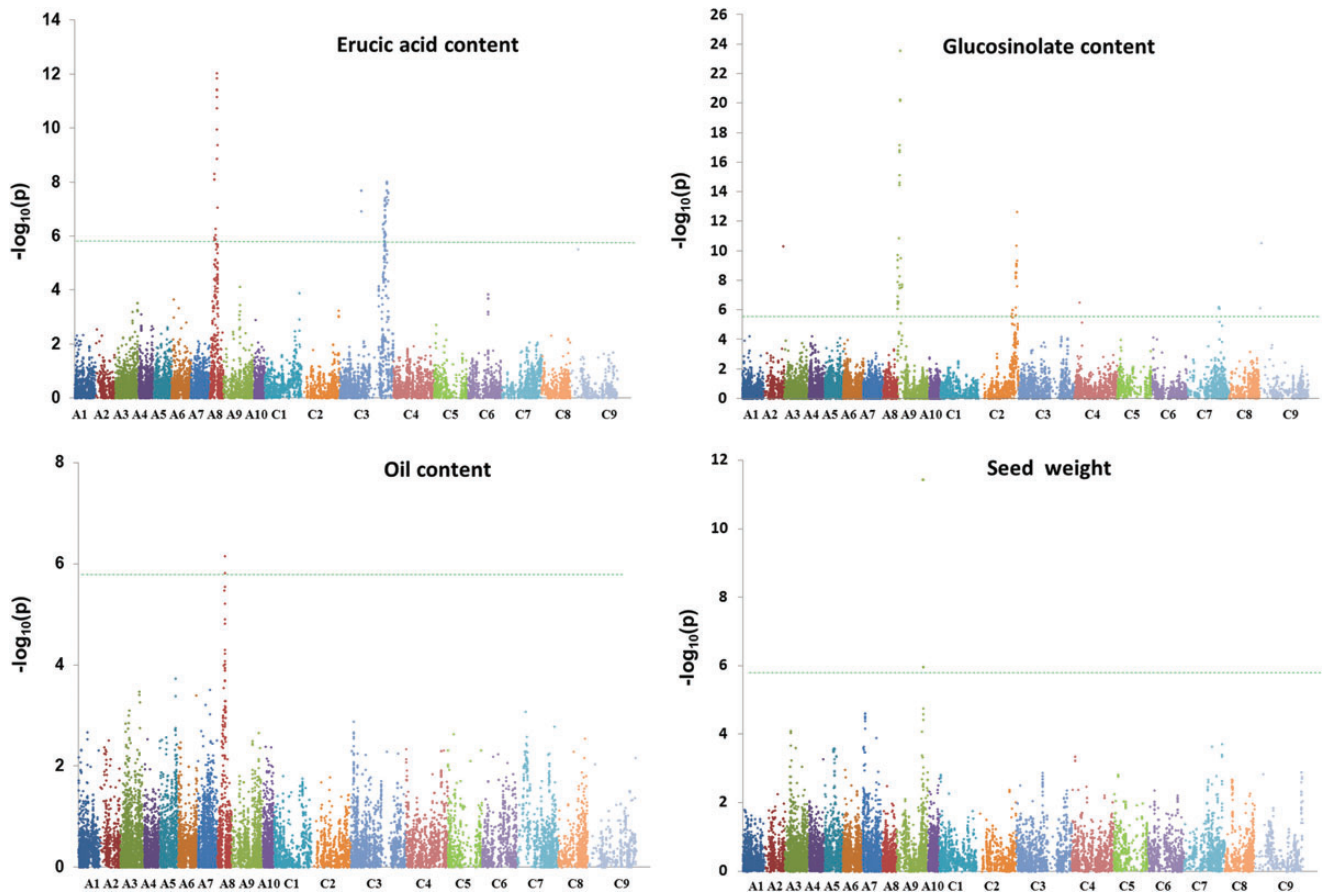 Erucic acid content
-log₁₀(p)
14
12
10
8
6
4
2
0
A1 A2 A3 A4 A5 A6 A7 A8 A9 A10 C1 C2 C3 C4 C5 C6 C7 C8 C9
Glucosinolate content
-log₁₀(p)
26
24
22
20
18
16
14
12
10
8
6
4
2
0
A1 A2 A3 A4 A5 A6 A7 A8 A9 A10 C1 C2 C3 C4 C5 C6 C7 C8 C9
Oil content
-log₁₀(p)
8
6
4
2
0
A1 A2 A3 A4 A5 A6 A7 A8 A9 A10 C1 C2 C3 C4 C5 C6 C7 C8 C9
Seed weight
-log₁₀(p)
12
10
8
6
4
2
0
A1 A2 A3 A4 A5 A6 A7 A8 A9 A10 C1 C2 C3 C4 C5 C6 C7 C8 C9